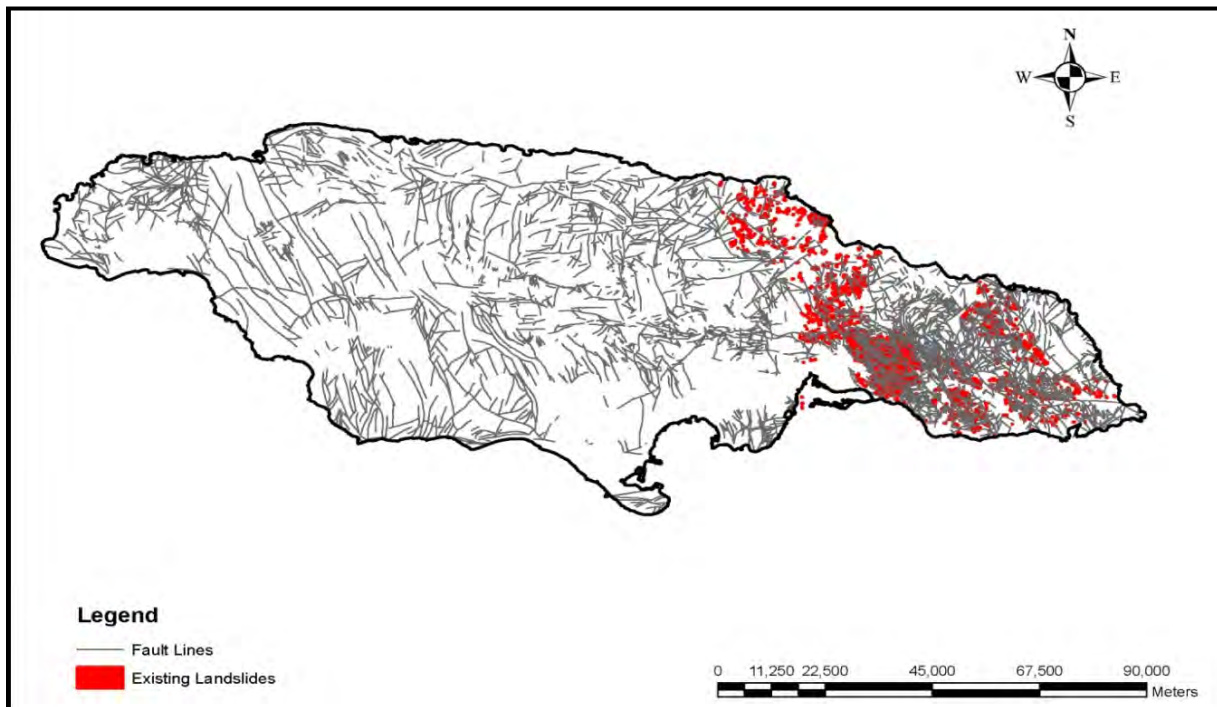 N
W E
S
Legend
Fault Lines
Existing Landslides
0 11,250 22,500 45,000 67,500 90,000
Meters